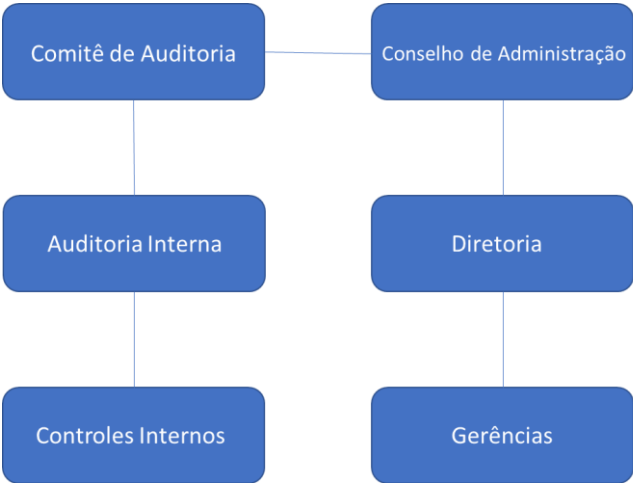 Comitê de Auditoria
Conselho de Administração
Auditoria Interna
Diretoria
Controles Internos
Gerências